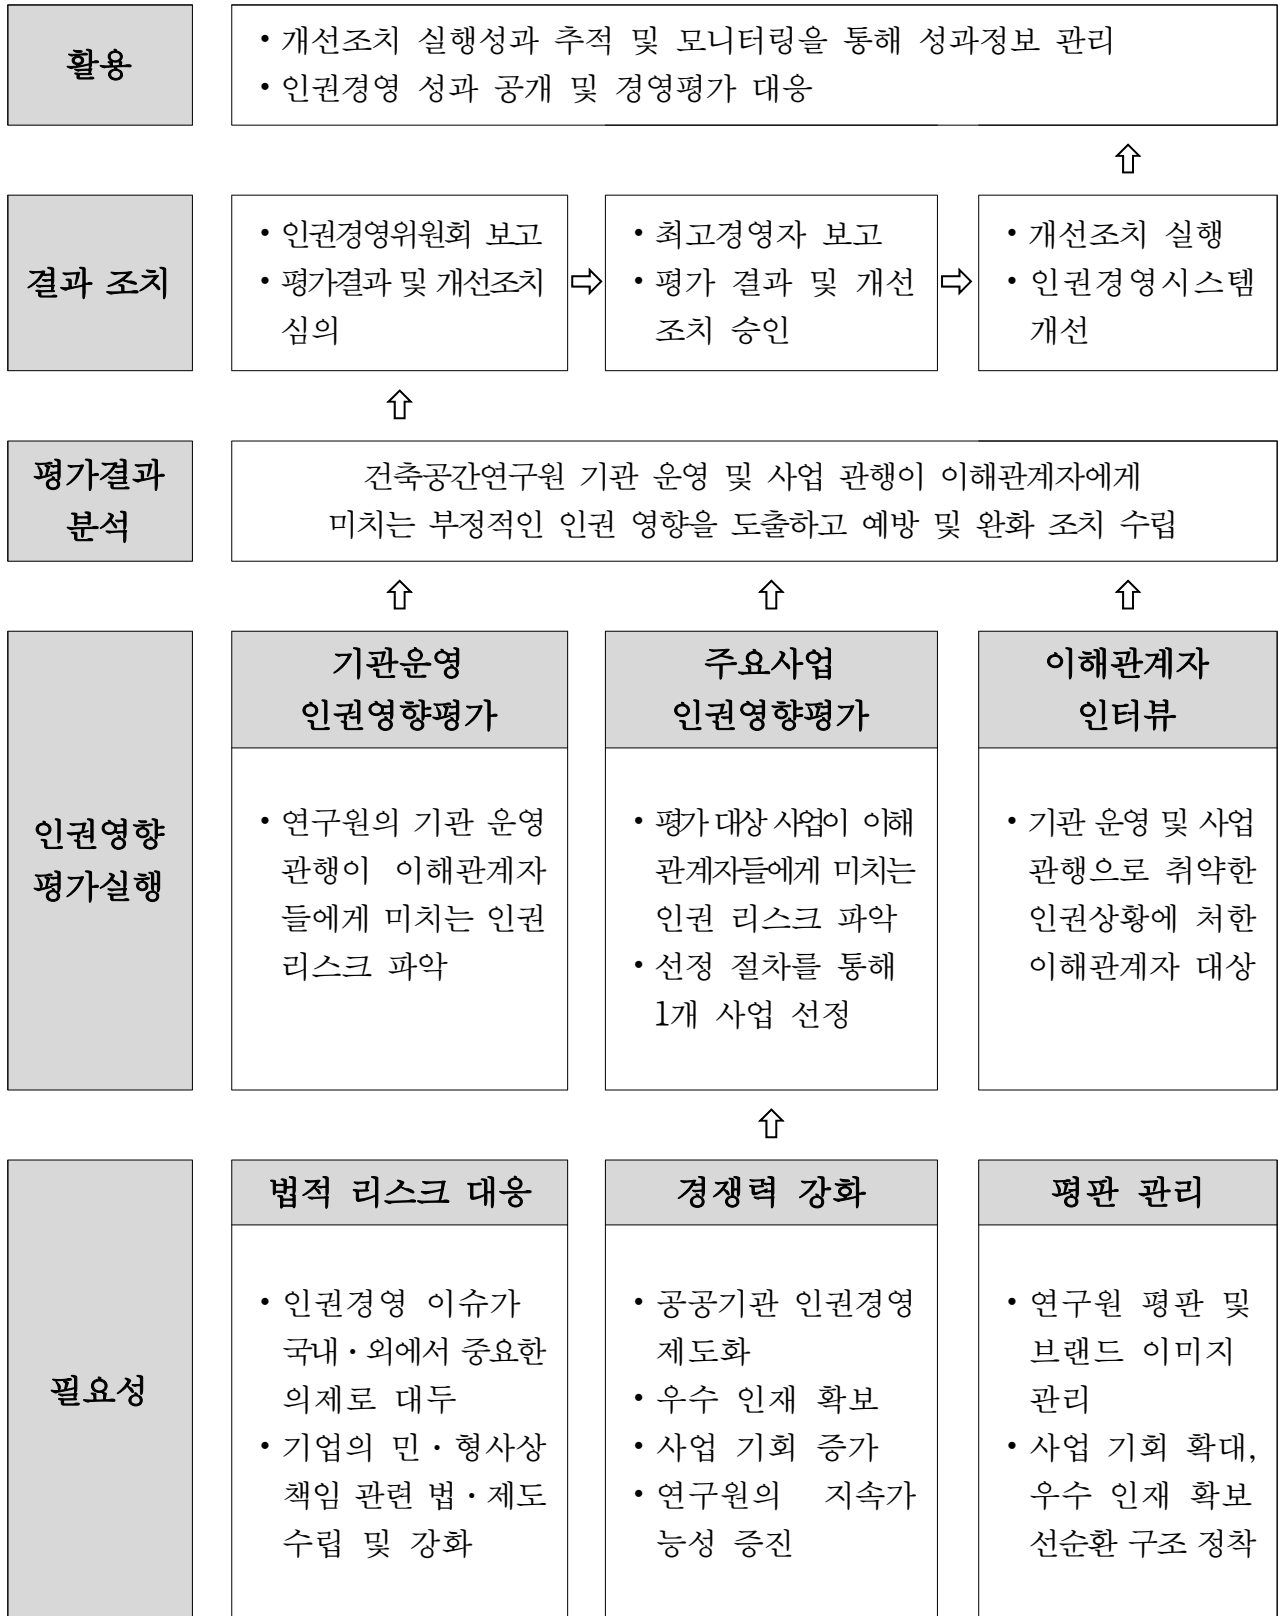 활용
• 개선조치 실행성과 추적 및 모니터링을 통해 성과정보 관리
• 인권경영 성과 공개 및 경영평가 대응
⇧
결과 조치
• 인권경영위원회 보고
• 평가결과 및 개선조치
심의
⇨
• 최고경영자 보고
• 평가 결과 및 개선
조치 승인
⇨
• 개선조치 실행
• 인권경영시스템
개선
⇧
평가결과
분석
건축공간연구원 기관 운영 및 사업 관행이 이해관계자에게
미치는 부정적인 인권 영향을 도출하고 예방 및 완화 조치 수립
⇧ ⇧ ⇧
인권영향
평가실행
기관운영
인권영향평가
• 연구원의 기관 운영
관행이 이해관계자
들에게 미치는 인권
리스크 파악
주요사업
인권영향평가
• 평가 대상 사업이 이해
관계자들에게 미치는
인권 리스크 파악
• 선정 절차를 통해
1개 사업 선정
이해관계자
인터뷰
• 기관 운영 및 사업
관행으로 취약한
인권상황에 처한
이해관계자 대상
⇧
필요성
법적 리스크 대응
• 인권경영 이슈가
국내·외에서 중요한
의제로 대두
• 기업의 민·형사상
책임 관련 법·제도
수립 및 강화
경쟁력 강화
• 공공기관 인권경영
제도화
• 우수 인재 확보
• 사업 기회 증가
• 연구원의 지속가
능성 증진
평판 관리
• 연구원 평판 및
브랜드 이미지
관리
• 사업 기회 확대,
우수 인재 확보
선순환 구조 정착